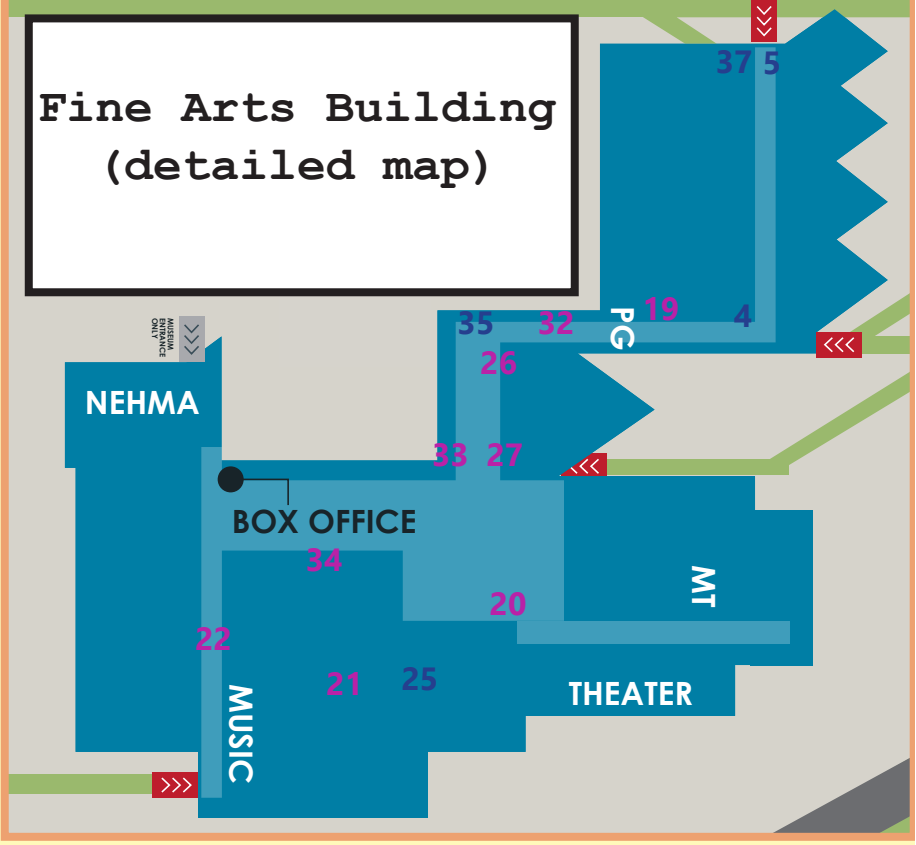 Fine Arts Building
(detailed map)
37 5
19
4
PG
35
32
26
MUSEUM
ENTRANCE
ONLY
NEHMA
33 27
BOX OFFICE
34
MT
20
22
21
25
THEATER
MUSIC